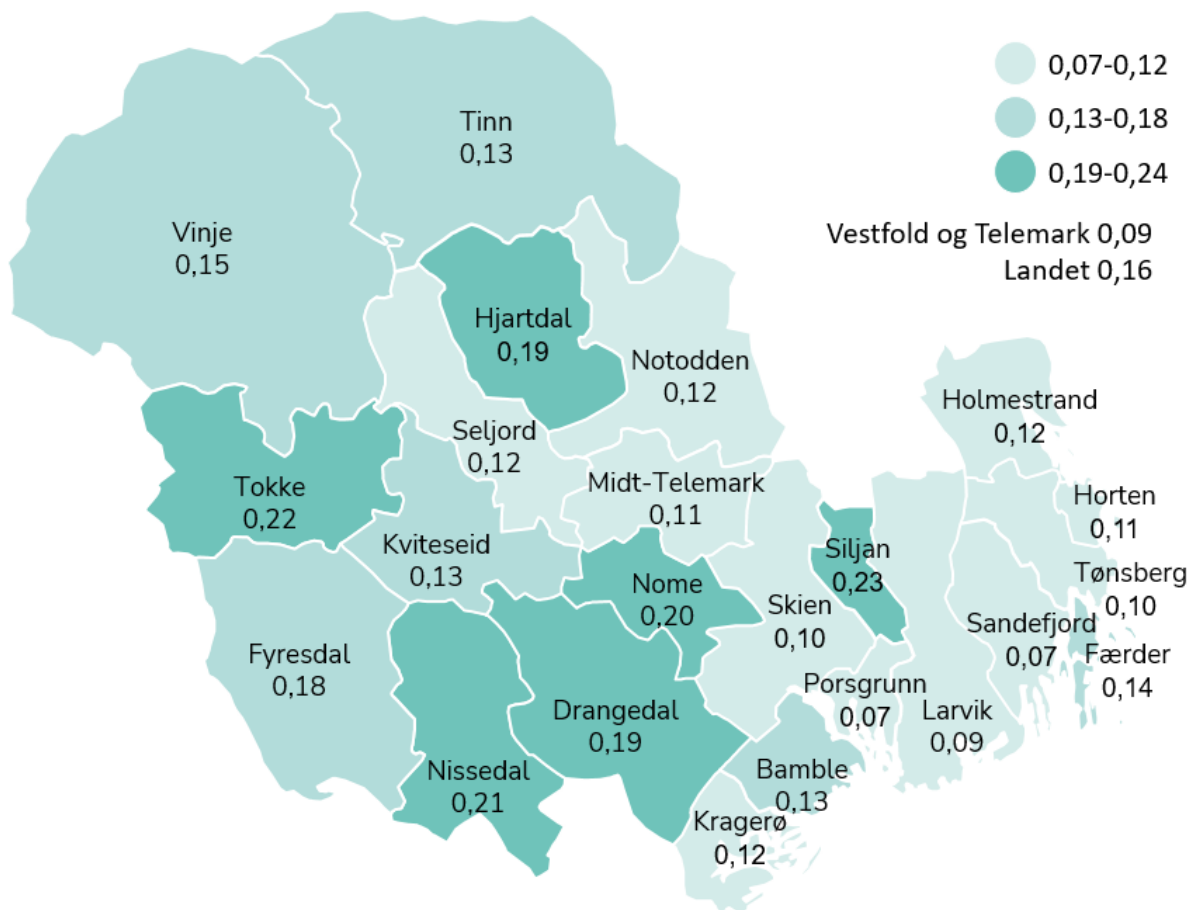 0,07-0,12
0,13-0,18
0,19-0,24
Vestfold og Telemark 0,09
Landet 0,16
Tinn
0,13
Vinje
0,15
Hjartdal
0,19
Notodden
0,12
Holmestrand
0,12
Seljord
0,12
Tokke
0,22
Midt-Telemark
0,11
Horten
0,11
Kviteseid
0,13
Siljan
0,23
Nome
0,20
Tønsberg
0,10
Skien
0,10
Sandefjord
0,07
Fyresdal
0,18
Færder
0,14
Porsgrunn
0,07
Drangedal
0,19
Larvik
0,09
Nissedal
0,21
Bamble
0,13
Kragerø
0,12